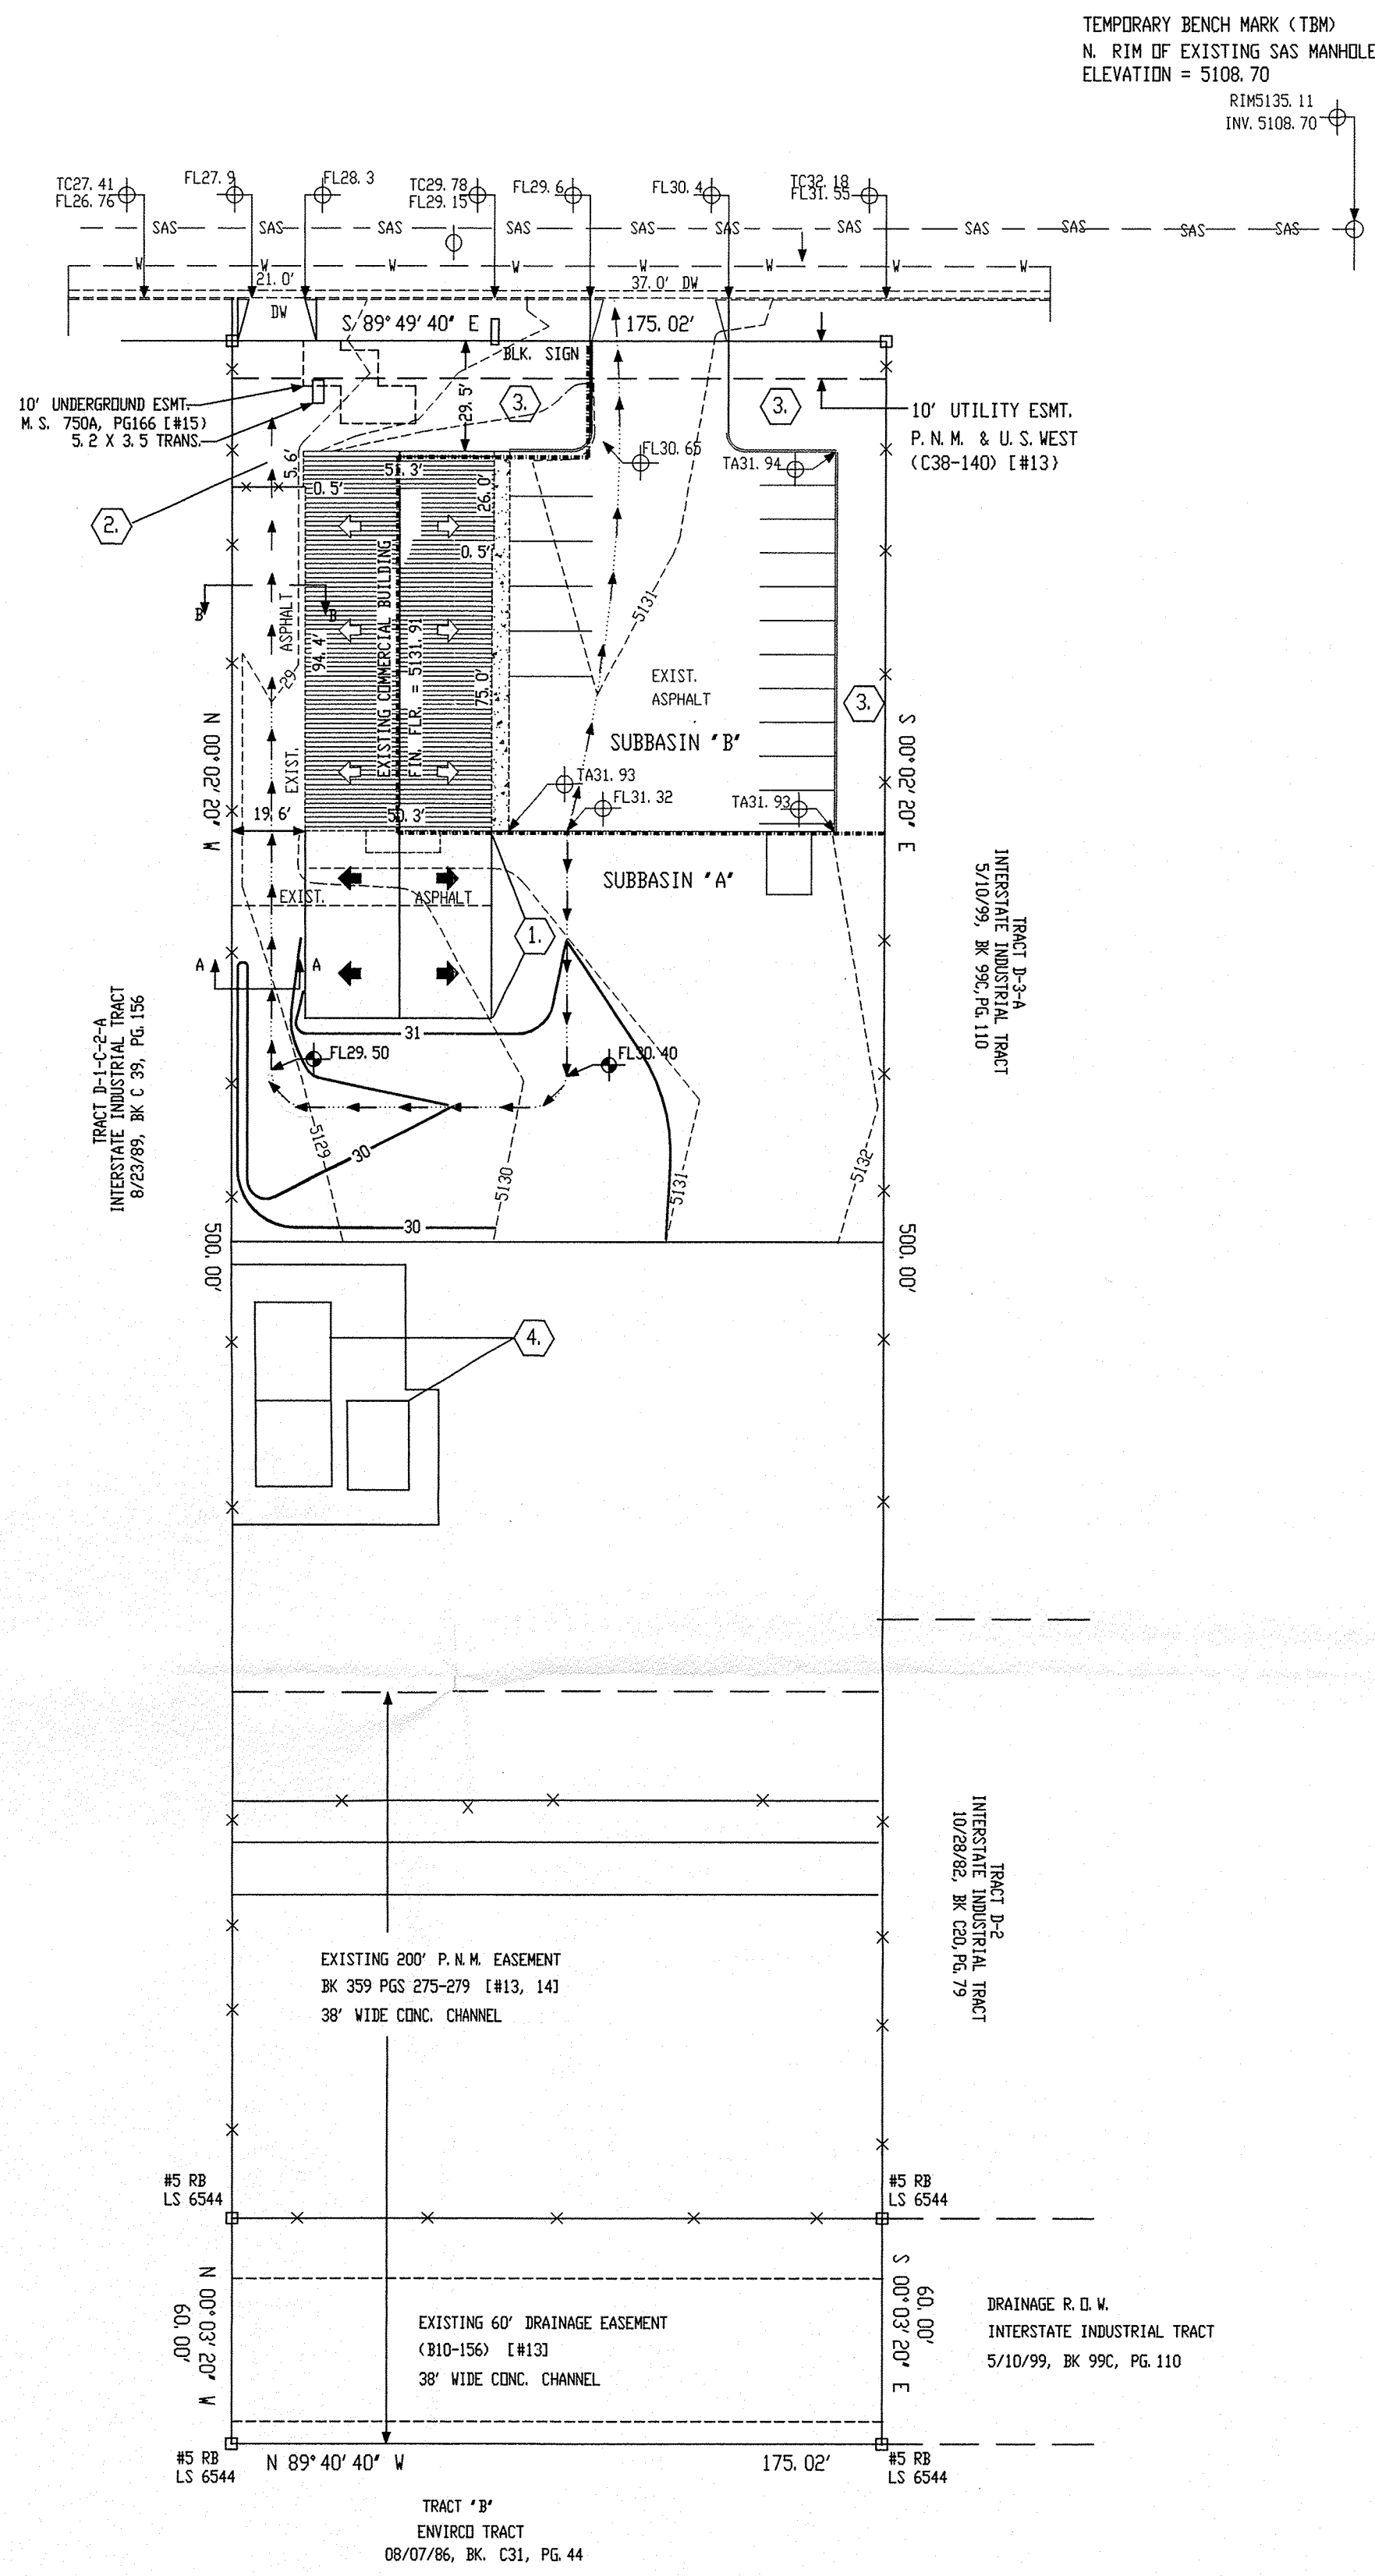 TEMPORARY BENCH MARK (TBM)
N. RIM OF EXISTING SAS MANHOLE
ELEVATION = 5108.70
RIM5135.11
INV. 5108.70
TC27.41
FL26.76
FL27.9
FL28.3
TC29.78
FL29.15
FL29.6
FL30.4
TC32.18
FL31.55
SAS SAS SAS SAS SAS SAS SAS SAS SAS SAS SAS
W W W W W W W W
21.0'
37.0' DW
DW
S 89°49'40" E
175.02'
BLK. SIGN
10' UNDERGROUND ESMT.
M.S. 750A, PG166 [#15]
5.2 X 3.5 TRANS.
29.5'
3.
3.
10' UTILITY ESMT.
P.N.M. & U.S. WEST
(C38-140) [#13]
FL30.65
TA31.94
5.6'
51.3'
0.5'
26.0'
2.
0.5'
B
B
ASPHALT
EXISTING COMMERCIAL BUILDING
FIN. FLR. = 5131.91
94.4'
75.0'
29
5131
EXIST.
ASPHALT
3.
N 00°02'20" W
S 00°02'20" E
EXIST.
SUBBASIN "B"
TA31.93
FL31.32
TA31.93
19.6'
50.3'
SUBBASIN "A"
EXIST.
ASPHALT
1.
A
A
TRACT D-3-A
INTERSTATE INDUSTRIAL TRACT
5/10/99, BK 99C, PG. 110
TRACT D-1-C-2-A
INTERSTATE INDUSTRIAL TRACT
8/23/89, BK C 39, PG. 156
31
FL29.50
FL30.40
5129
30
5130
5131
5132
30
500.00'
500.00'
4.
TRACT D-2
INTERSTATE INDUSTRIAL TRACT
10/28/82, BK C20, PG. 79
EXISTING 200' P.N.M. EASEMENT
BK 359 PGS 275-279 [#13, 14]
38' WIDE CONC. CHANNEL
#5 RB
LS 6544
#5 RB
LS 6544
N 00°03'20" W
60.00'
S 00°03'20" E
60.00'
EXISTING 60' DRAINAGE EASEMENT
(B10-156) [#13]
38' WIDE CONC. CHANNEL
DRAINAGE R.O.W.
INTERSTATE INDUSTRIAL TRACT
5/10/99, BK 99C, PG. 110
#5 RB
LS 6544
N 89°40'40" W
175.02'
#5 RB
LS 6544
TRACT "B"
ENVIRCO TRACT
08/07/86, BK. C31, PG. 44